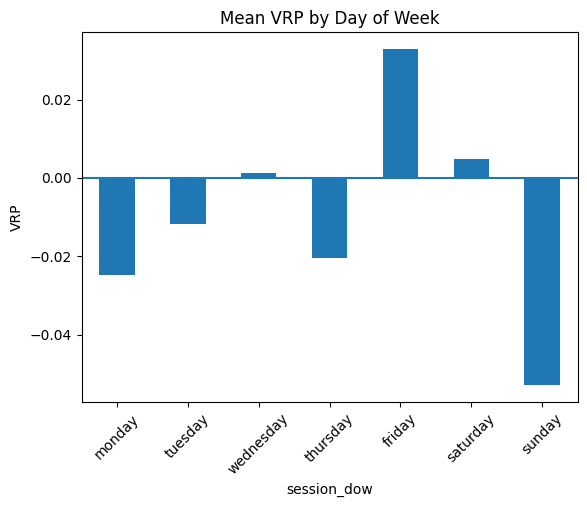 Mean VRP by Day of Week
0.02
0.00
−0.02
−0.04
VRP
monday
tuesday
wednesday
thursday
friday
saturday
sunday
session_dow